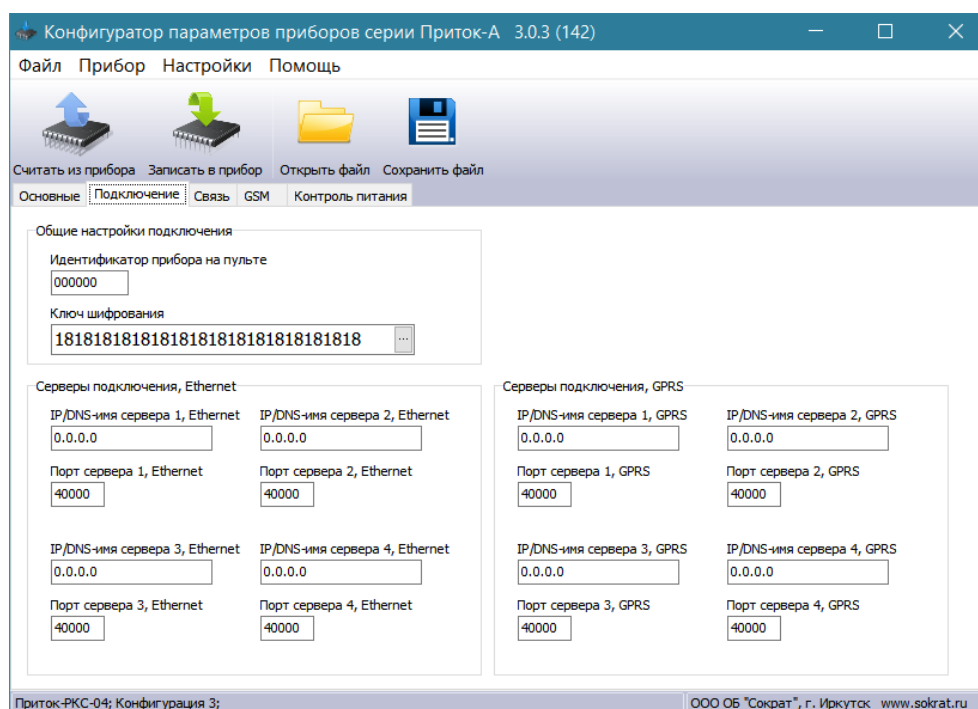 Конфигуратор параметров приборов серии Приток-А 3.0.3 (142)
Файл Прибор Настройки Помощь
Считать из прибора Записать в прибор Открыть файл Сохранить файл
Основные Подключение Связь GSM Контроль питания
Общие настройки подключения
Идентификатор прибора на пульте
000000
Ключ шифрования
18181818181818181818181818181818
...
Серверы подключения, Ethernet
IP/DNS-имя сервера 1, Ethernet IP/DNS-имя сервера 2, Ethernet
0.0.0.0 0.0.0.0
Порт сервера 1, Ethernet Порт сервера 2, Ethernet
40000 40000
IP/DNS-имя сервера 3, Ethernet IP/DNS-имя сервера 4, Ethernet
0.0.0.0 0.0.0.0
Порт сервера 3, Ethernet Порт сервера 4, Ethernet
40000 40000
Серверы подключения, GPRS
IP/DNS-имя сервера 1, GPRS IP/DNS-имя сервера 2, GPRS
0.0.0.0 0.0.0.0
Порт сервера 1, GPRS Порт сервера 2, GPRS
40000 40000
IP/DNS-имя сервера 3, GPRS IP/DNS-имя сервера 4, GPRS
0.0.0.0 0.0.0.0
Порт сервера 3, GPRS Порт сервера 4, GPRS
40000 40000
Приток-РКС-04; Конфигурация 3;
ООО ОБ "Сократ", г. Иркутск www.sokrat.ru